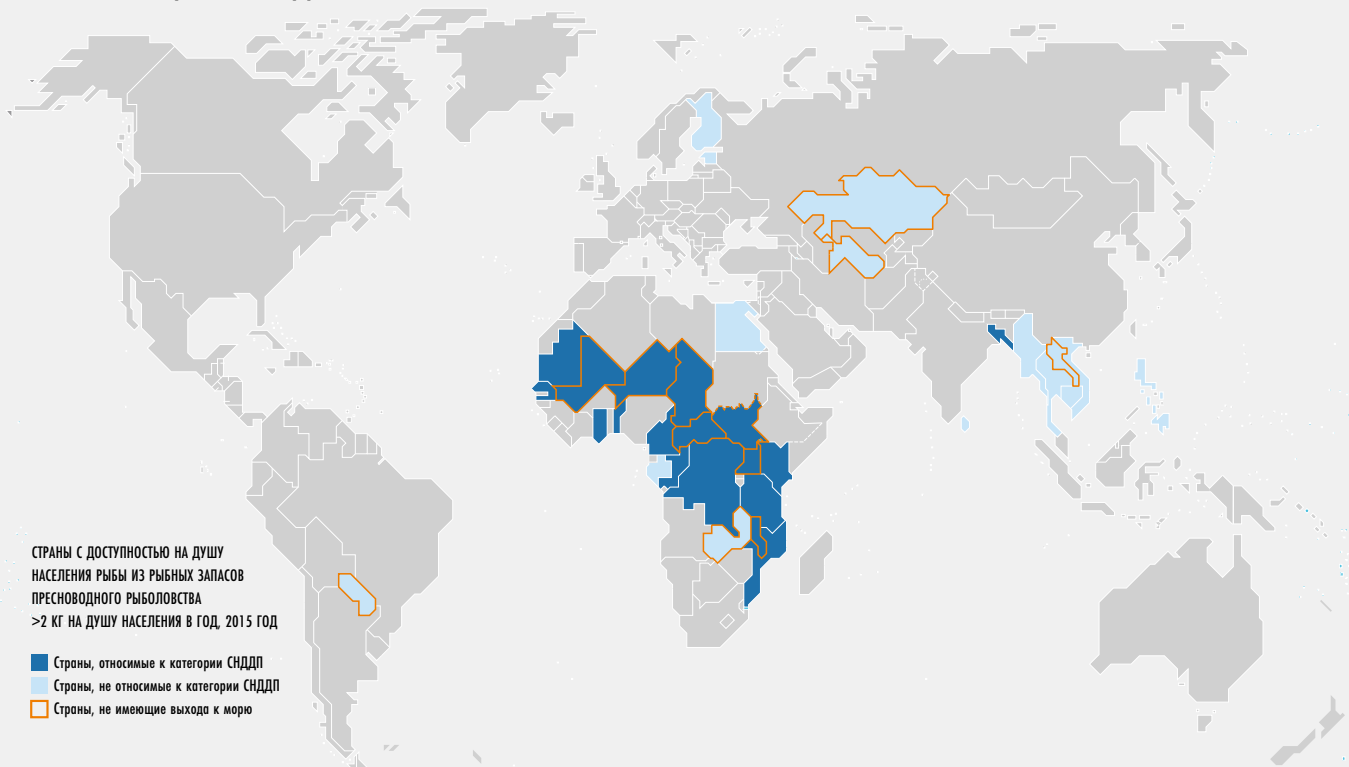 СТРАНЫ С ДОСТУПНОСТЬЮ НА ДУШУ
НАСЕЛЕНИЯ РЫБЫ ИЗ РЫБНЫХ ЗАПАСОВ
ПРЕСНОВОДНОГО РЫБОЛОВСТВА
>2 КГ НА ДУШУ НАСЕЛЕНИЯ В ГОД, 2015 ГОД
Страны, относимые к категории СНДДП
Страны, не относимые к категории СНДДП
Страны, не имеющие выхода к морю